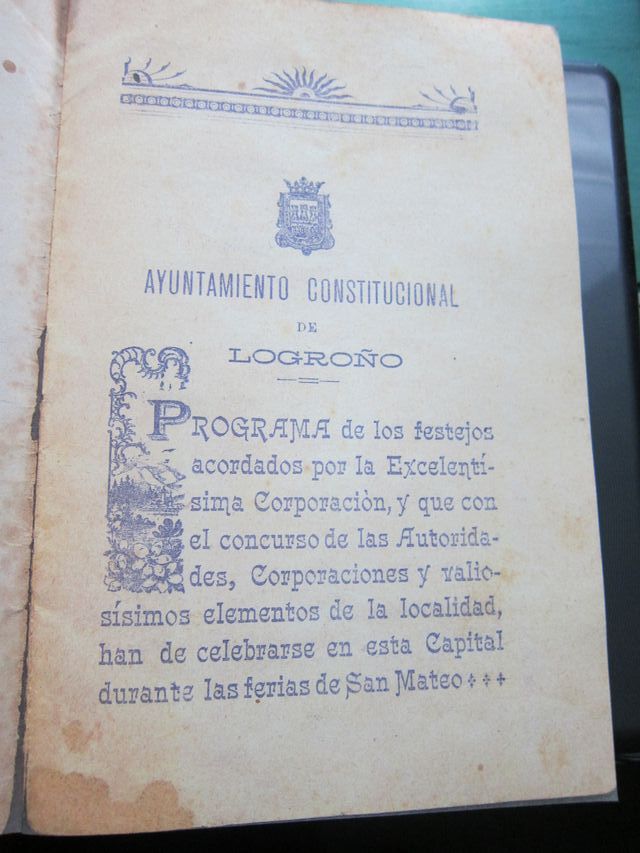 AYUNTAMIENTO CONSTITUCIONAL
DE
LOGROÑO
PROGRAMA de los festejos
acordados por la Excelentí-
sima Corporaciòn, y que con
el concurso de las Autorida-
des, Corporaciones y valio-
sísimos elementos de la localidad,
han de celebrarse en esta Capital
durante las ferias de San Mateo